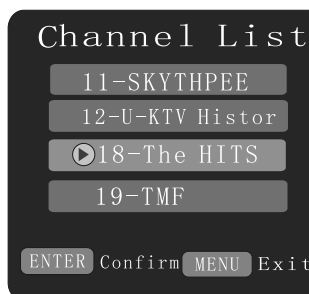 Channel List
11-SKYTHPEE
12-U-KTV Histor
18-The HITS
19-TMF
ENTER Confirm MENU Exit